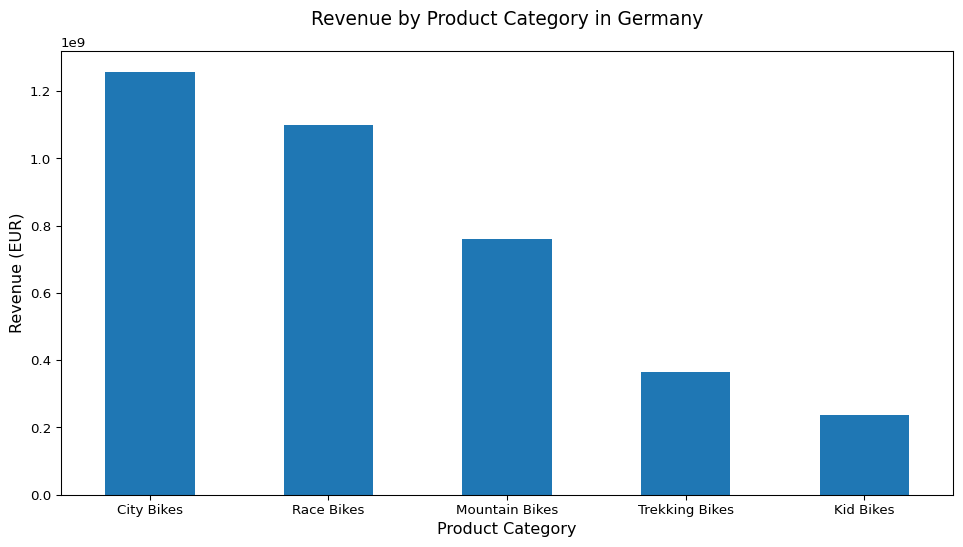 Revenue by Product Category in Germany
1e9
1.2
1.0
0.8
0.6
0.4
0.2
0.0
Revenue (EUR)
City Bikes
Race Bikes
Mountain Bikes
Trekking Bikes
Kid Bikes
Product Category